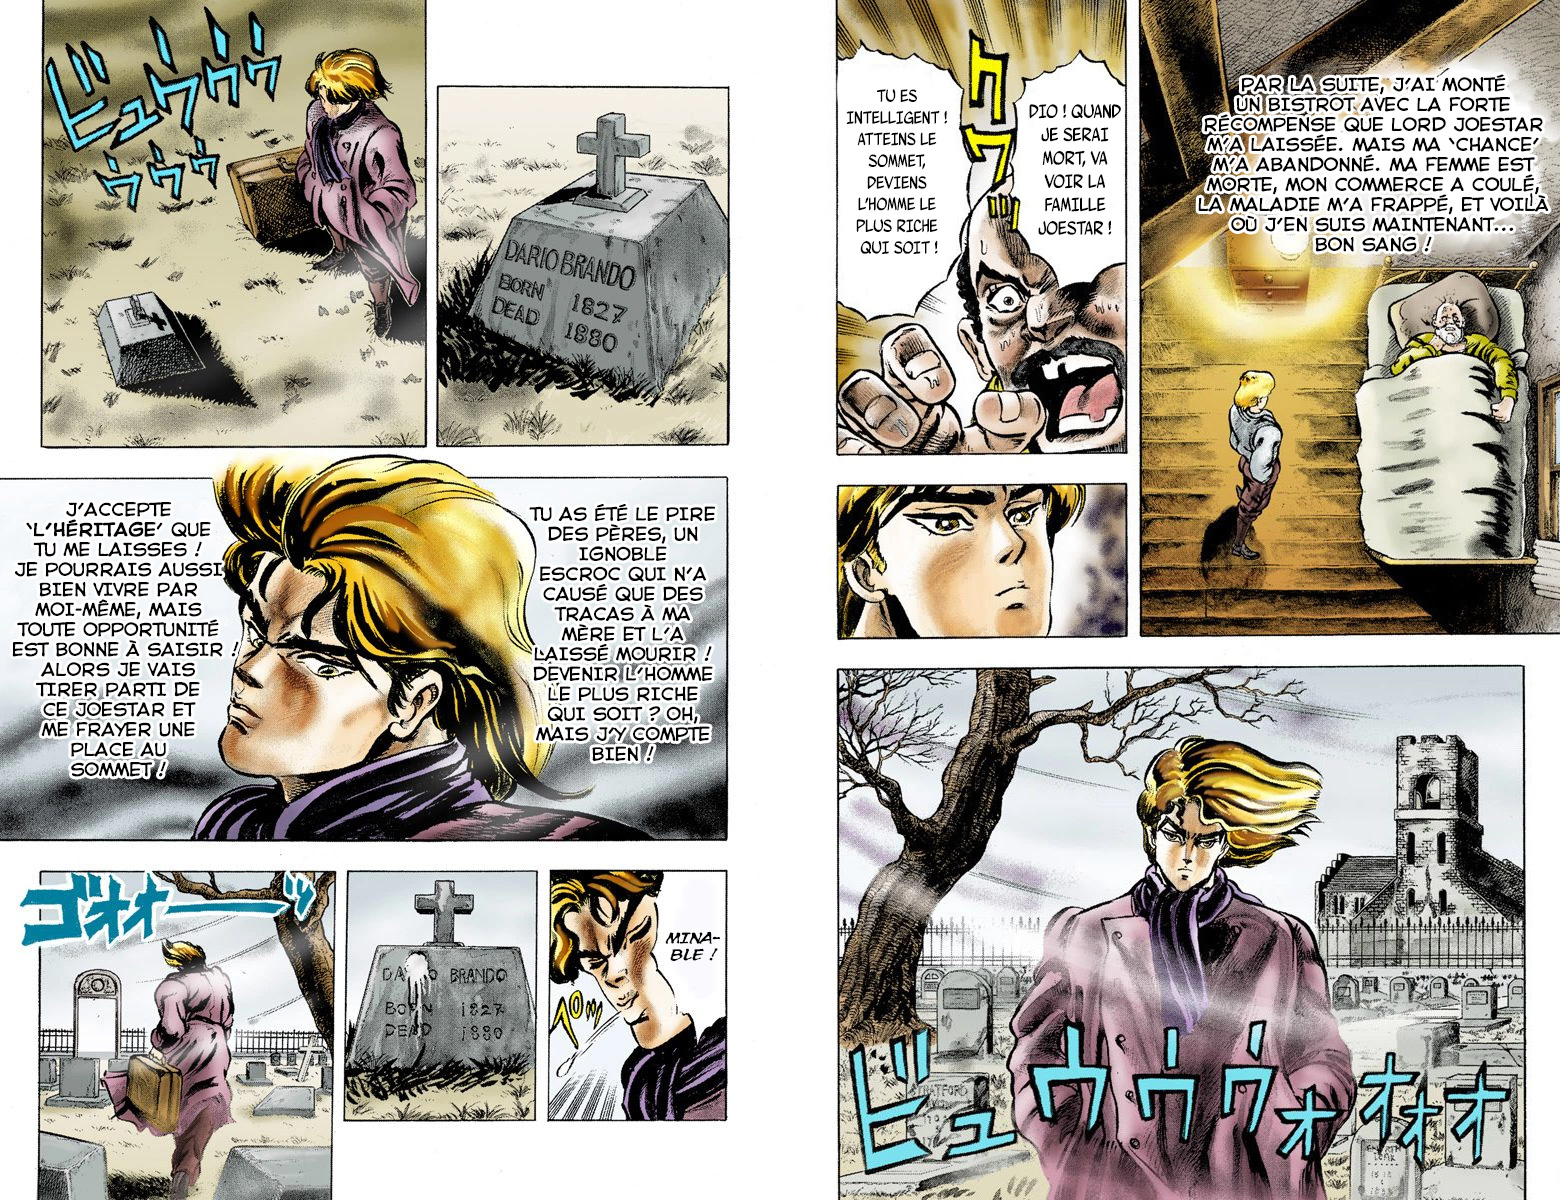 PAR LA SUITE, J'AI MONTÉ
UN BISTROT AVEC LA FORTE
RÉCOMPENSE QUE LORD JOESTAR
M'A LAISSÉE. MAIS MA 'CHANCE'
M'A ABANDONNÉ. MA FEMME EST
MORTE, MON COMMERCE A COULÉ,
LA MALADIE M'A FRAPPÉ, ET VOILÀ
OÙ J'EN SUIS MAINTENANT...
BON SANG !
DIO ! QUAND
JE SERAI
MORT, VA
VOIR LA
FAMILLE
JOESTAR !
クワッ
TU ES
INTELLIGENT !
ATTEINS LE
SOMMET,
DEVIENS
L'HOMME LE
PLUS RICHE
QUI SOIT !
ビュウウウォオオオ
DARIO BRANDO
BORN 1827
DEAD 1880
ビュウウウウ
ウウウ
TU AS ÉTÉ LE PIRE
DES PÈRES, UN
IGNOBLE
ESCROC QUI N'A
CAUSÉ QUE DES
TRACAS À MA
MÈRE ET L'A
LAISSÉ MOURIR !
DEVENIR L'HOMME
LE PLUS RICHE
QUI SOIT ? OH,
MAIS J'Y COMPTE
BIEN !
J'ACCEPTE
'L'HÉRITAGE' QUE
TU ME LAISSES !
JE POURRAIS AUSSI
BIEN VIVRE PAR
MOI-MÊME, MAIS
TOUTE OPPORTUNITÉ
EST BONNE À SAISIR !
ALORS JE VAIS
TIRER PARTI DE
CE JOESTAR ET
ME FRAYER UNE
PLACE AU
SOMMET !
MINA-
BLE !
BRANDO
BORN 1827
DEAD 1880
ゴオオーッ